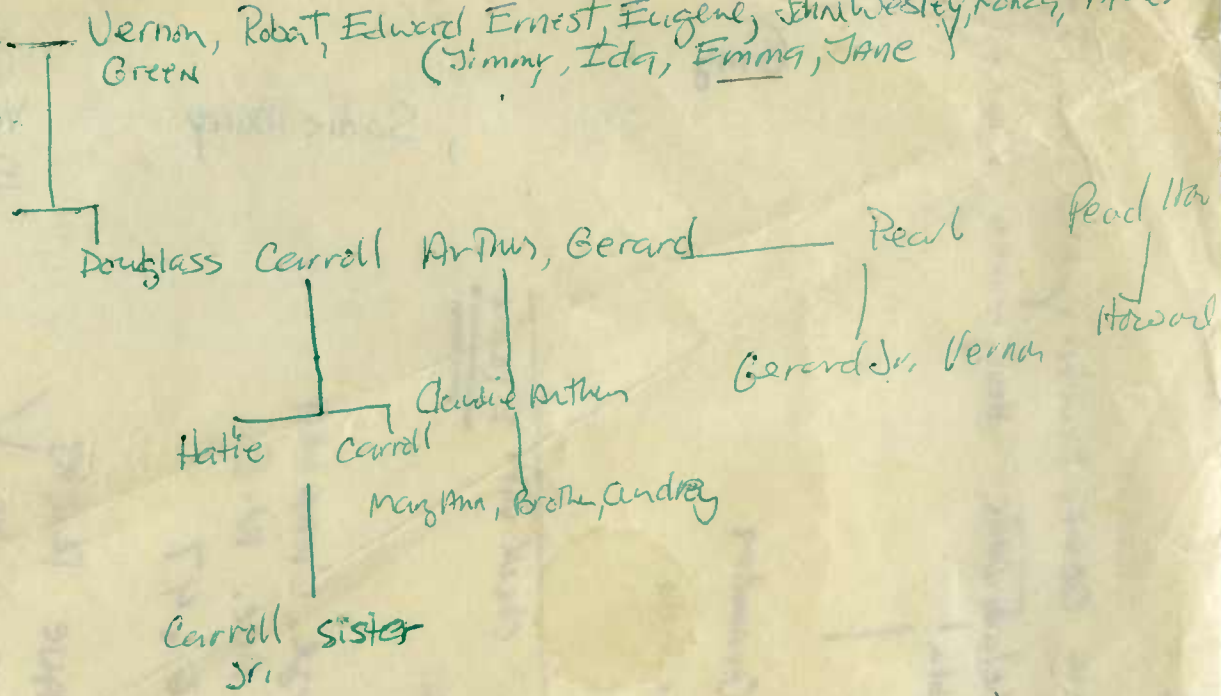 Vernon, Robert, Edward, Ernest, Eugene, John Wesley,
Green (Jimmy, Ida, Emma, Jane
Douglass Carroll Arthur, Gerard Pearl
Pearl
Howard
Gerard Jr. Vernon
Claudie Arthur
Hatie Carroll
Mary Ann, Brother, Audrey
Carroll sister
Jr.